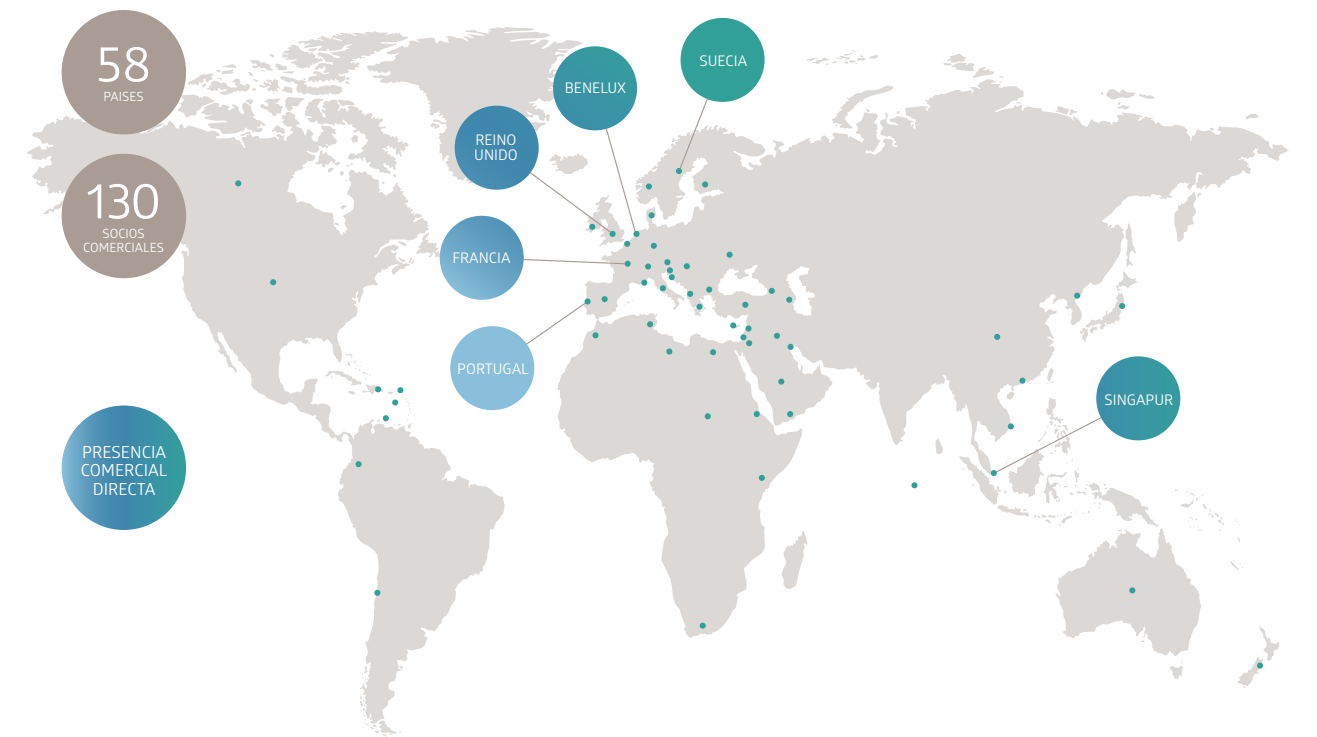 58
PAISES
130
SOCIOS
COMERCIALES
PRESENCIA
COMERCIAL
DIRECTA
REINO
UNIDO
BENELUX
SUECIA
FRANCIA
PORTUGAL
SINGAPUR